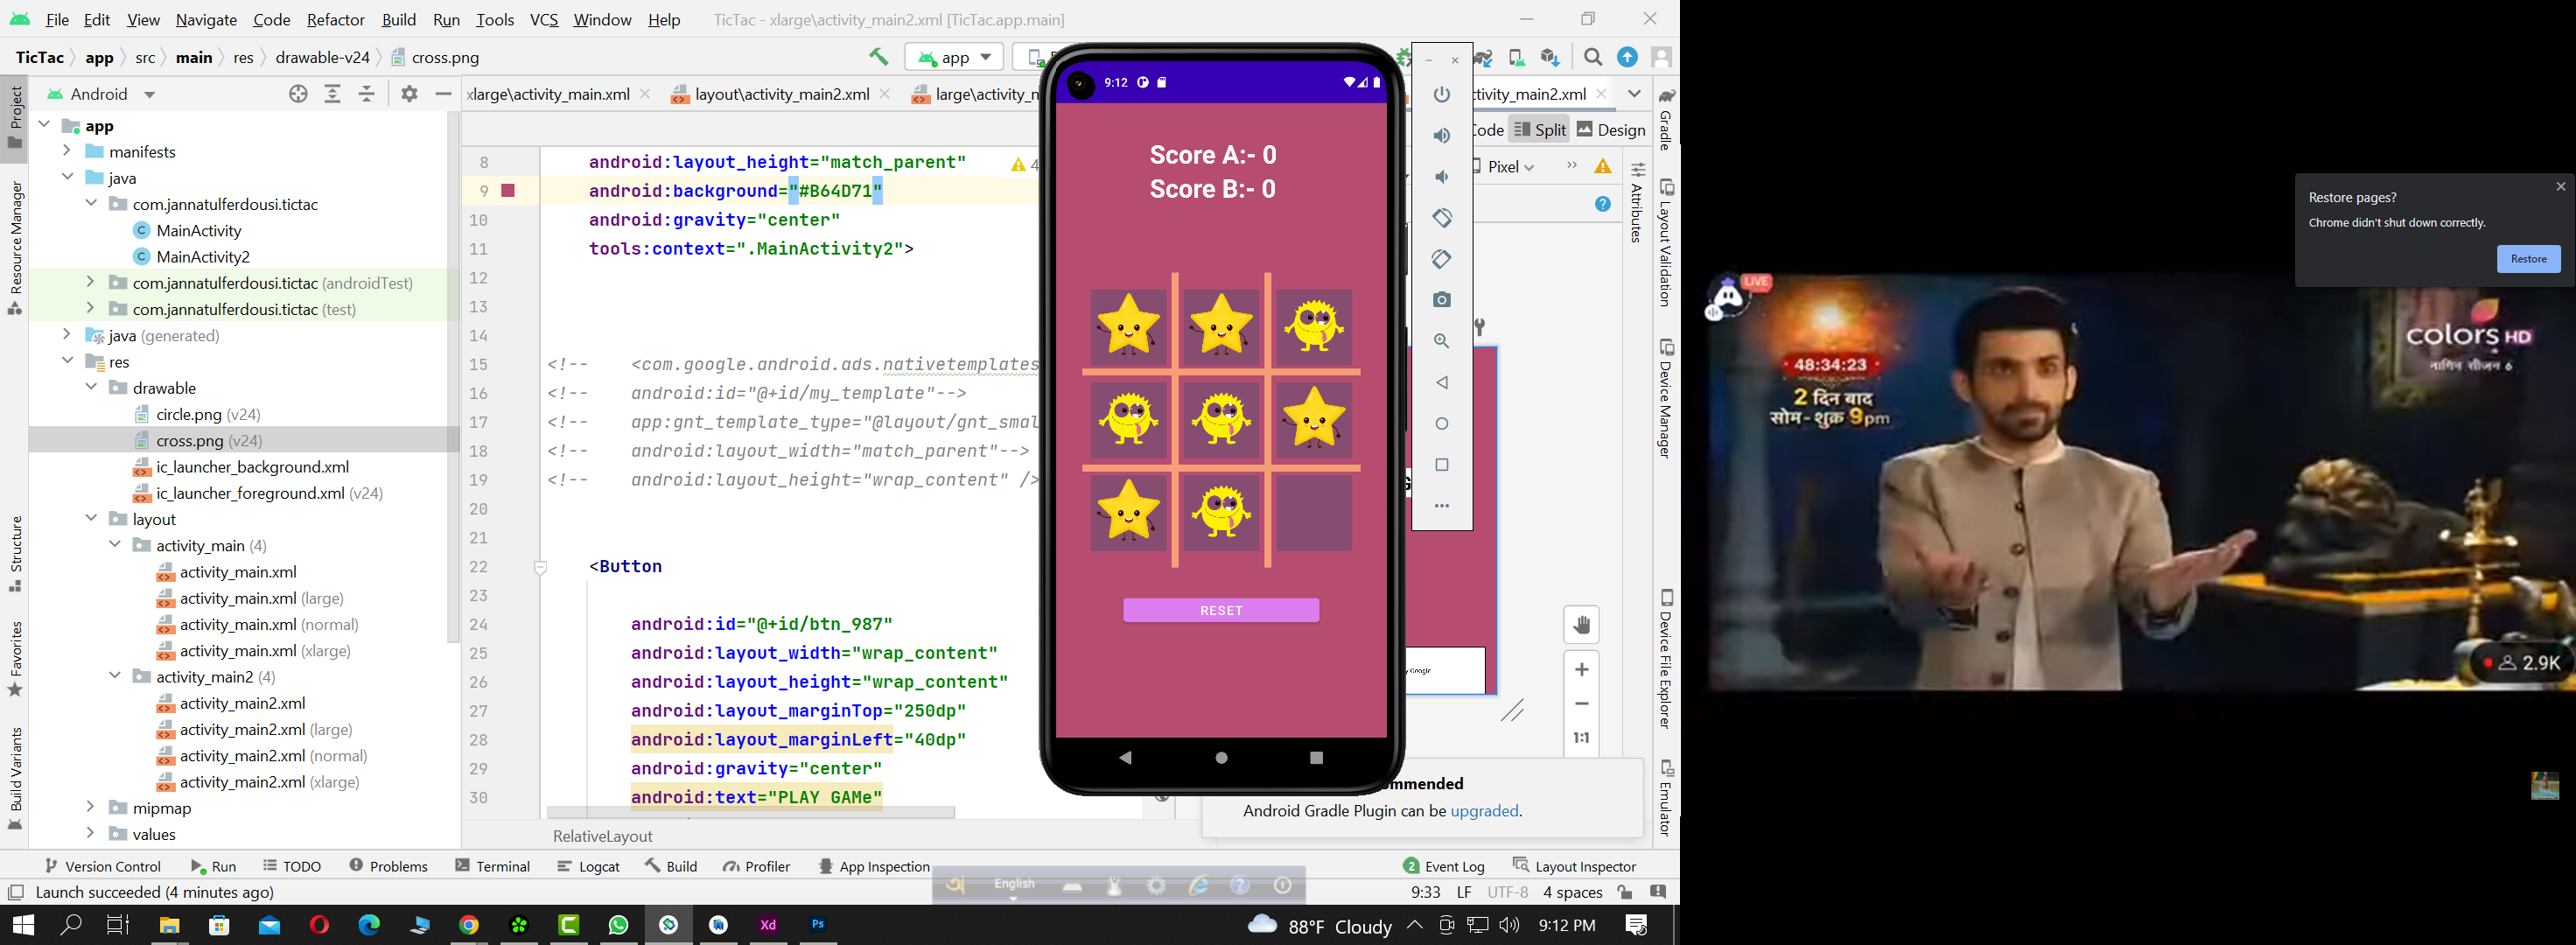 File Edit View Navigate Code Refactor Build Run Tools VCS Window Help TicTac - xlarge\activity_main2.xml [TicTac.app.main]
TicTac app src main res drawable-v24 cross.png
app
Android
xlarge\activity_main.xml
layout\activity_main2.xml
large\activity_
tivity_main2.xml
Code Split Design
Pixel
Project
Resource Manager
Structure
Favorites
Build Variants
app
manifests
java
com.jannatulferdousi.tictac
MainActivity
MainActivity2
com.jannatulferdousi.tictac (androidTest)
com.jannatulferdousi.tictac (test)
java (generated)
res
drawable
circle.png (v24)
cross.png (v24)
ic_launcher_background.xml
ic_launcher_foreground.xml (v24)
layout
activity_main (4)
activity_main.xml
activity_main.xml (large)
activity_main.xml (normal)
activity_main.xml (xlarge)
activity_main2 (4)
activity_main2.xml
activity_main2.xml (large)
activity_main2.xml (normal)
activity_main2.xml (xlarge)
mipmap
values
8 android:layout_height="match_parent"
9 android:background="#B64D71"
10 android:gravity="center"
11 tools:context=".MainActivity2">
12
13
14
15 <!-- <com.google.android.ads.nativetemplates
16 <!-- android:id="@+id/my_template"-->
17 <!-- app:gnt_template_type="@layout/gnt_smal
18 <!-- android:layout_width="match_parent"-->
19 <!-- android:layout_height="wrap_content" />
20
21
22 <Button
23
24 android:id="@+id/btn_987"
25 android:layout_width="wrap_content"
26 android:layout_height="wrap_content"
27 android:layout_marginTop="250dp"
28 android:layout_marginLeft="40dp"
29 android:gravity="center"
30 android:text="PLAY GAMe"
RelativeLayout
4
9:12
Score A:- 0
Score B:- 0
RESET
1:1
mmended
Android Gradle Plugin can be upgraded.
Gradle
Attributes
Layout Validation
Device Manager
Device File Explorer
Emulator
Version Control Run TODO Problems Terminal Logcat Build Profiler App Inspection
2 Event Log Layout Inspector
Launch succeeded (4 minutes ago)
English
9:33 LF UTF-8 4 spaces
Xd
Ps
88°F Cloudy
9:12 PM
Restore pages?
Chrome didn't shut down correctly.
Restore
LIVE
48:34:23
2 दिन बाद
सोम-शुक्र 9pm
colors HD
नागिन सीजन 6
2.9K